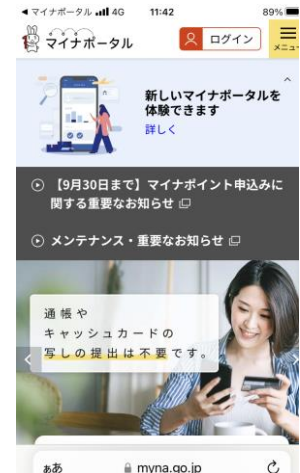 ◀ マイナポータル 4G 11:42 89%
マイナポータル ログイン メニュー
新しいマイナポータルを
体験できます
詳しく
【9月30日まで】マイナポイント申込みに
関する重要なお知らせ
メンテナンス・重要なお知らせ
通帳や
キャッシュカードの
写しの提出は不要です。
ああ myna.go.jp